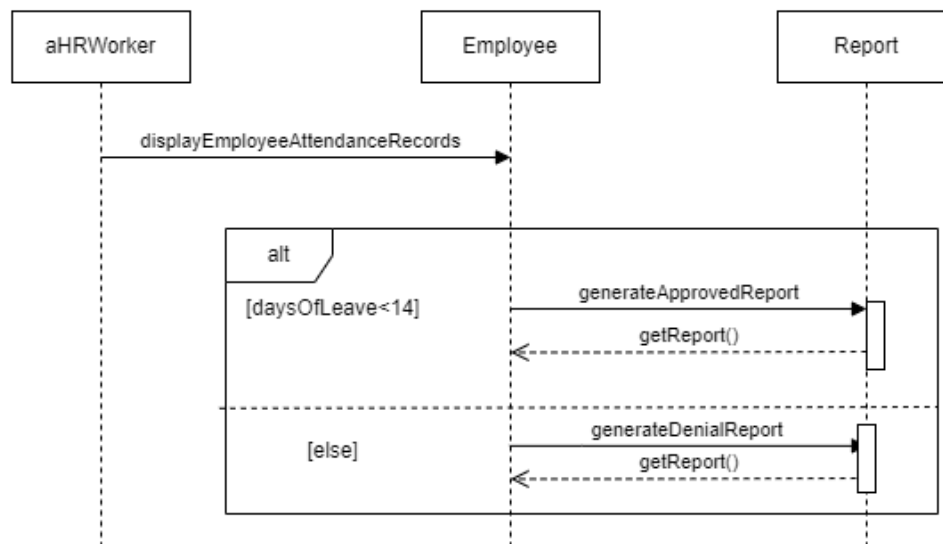 aHRWorker
Employee
Report
displayEmployeeAttendanceRecords
alt
[daysOfLeave<14]
generateApprovedReport
getReport()
[else]
generateDenialReport
getReport()